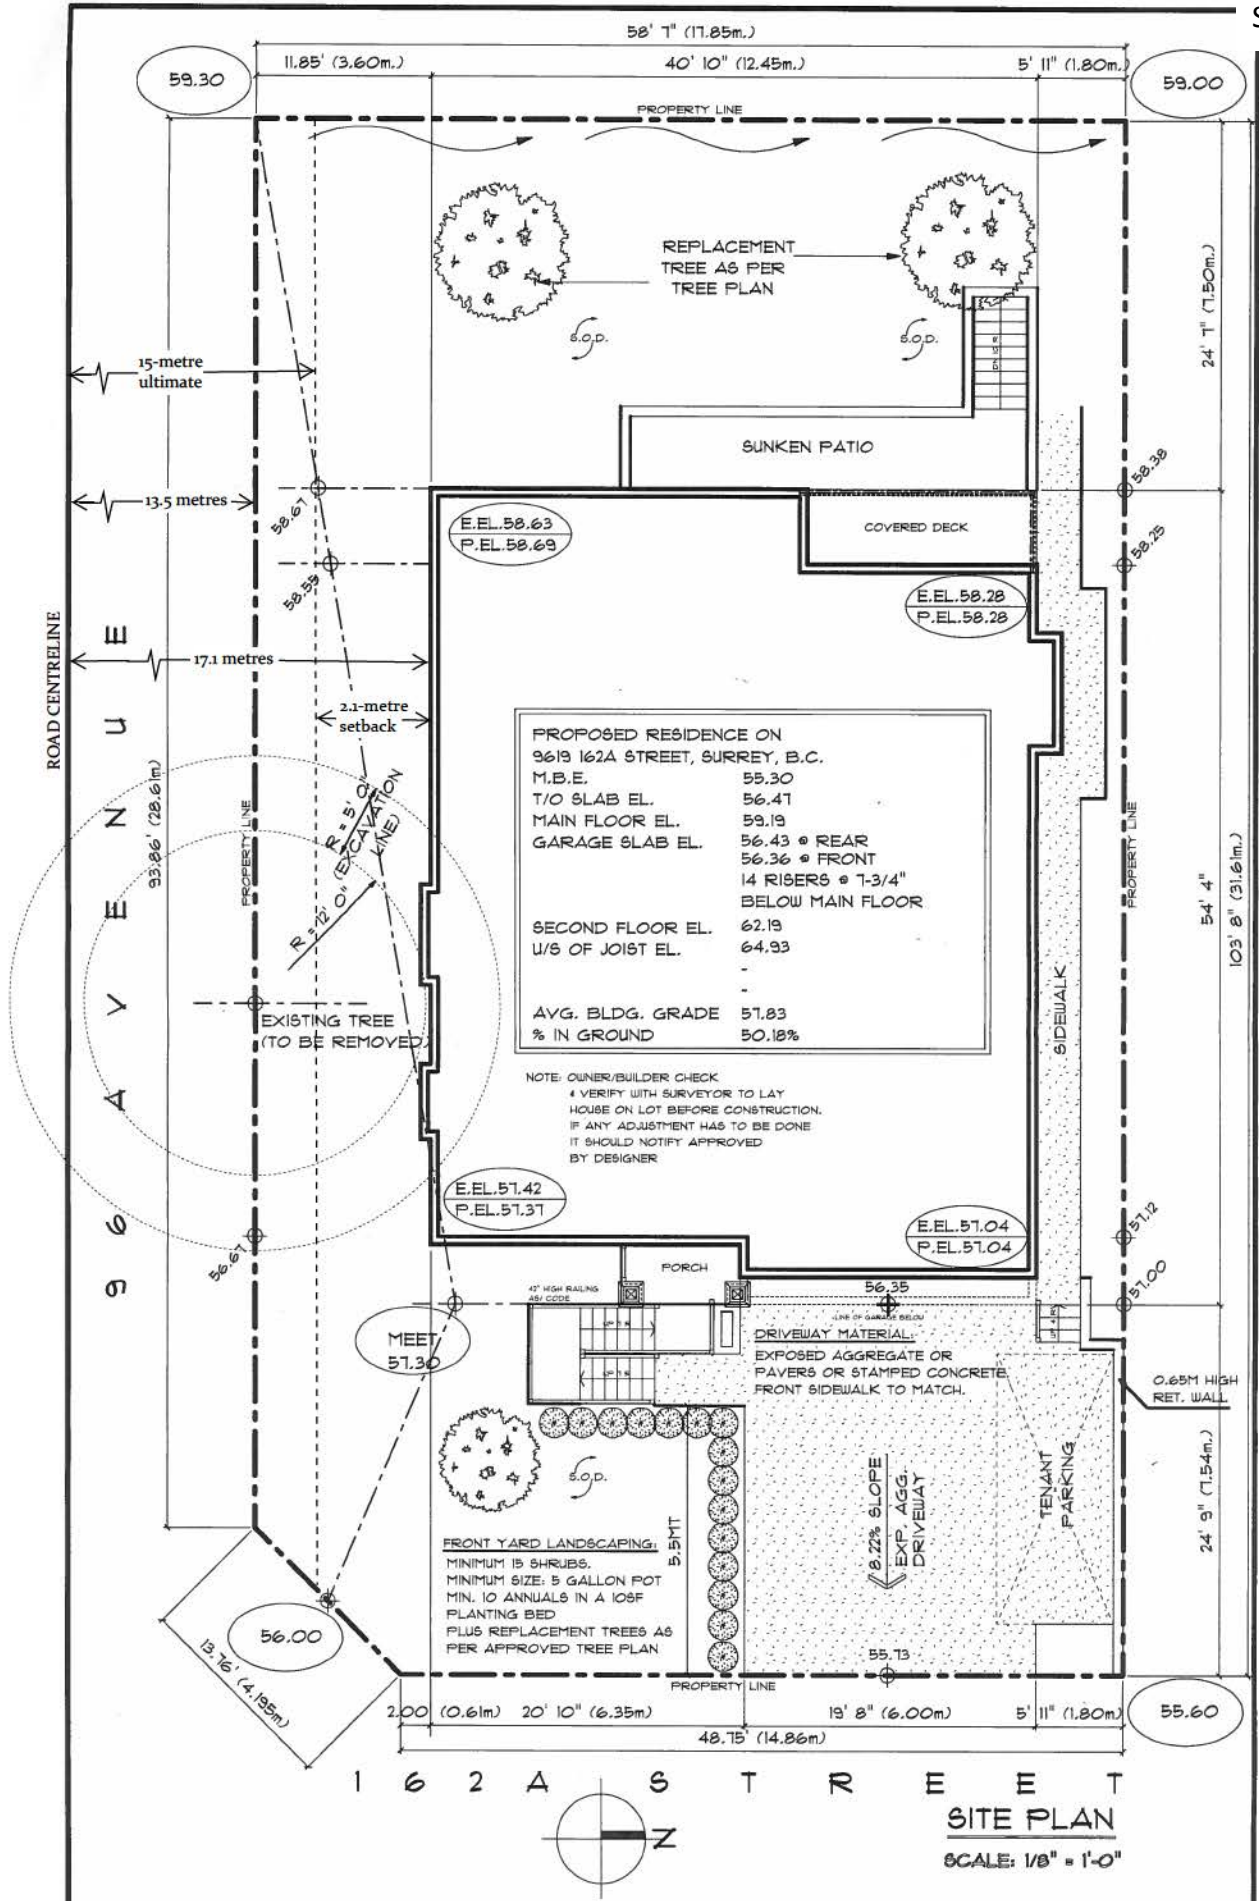 S
58' 7" (17.85m.)
11.85' (3.60m.)
40' 10" (12.45m.)
5' 11" (1.80m.)
59.30
59.00
PROPERTY LINE
REPLACEMENT
TREE AS PER
TREE PLAN
S.O.D.
S.O.D.
24' 7" (7.50m.)
15-metre
ultimate
SUNKEN PATIO
13.5 metres
58.67
58.38
E.EL.58.63
P.EL.58.69
COVERED DECK
58.55
58.25
E.EL.58.28
P.EL.58.28
ROAD CENTRELINE
96 AVENUE
17.1 metres
2.1-metre
setback
93.86' (28.61m)
PROPERTY LINE
R = 5' 0"
(EXCAVATION
LINE)
R = 12' 0"
PROPOSED RESIDENCE ON
9619 162A STREET, SURREY, B.C.
M.B.E. 55.30
T/O SLAB EL. 56.47
MAIN FLOOR EL. 59.19
GARAGE SLAB EL. 56.43 @ REAR
56.36 @ FRONT
14 RISERS @ 7-3/4"
BELOW MAIN FLOOR
SECOND FLOOR EL. 62.19
U/S OF JOIST EL. 64.93
-
-
AVG. BLDG. GRADE 57.83
% IN GROUND 50.18%
PROPERTY LINE
54' 4"
103' 8" (31.61m.)
SIDEWALK
EXISTING TREE
(TO BE REMOVED)
NOTE: OWNER/BUILDER CHECK
& VERIFY WITH SURVEYOR TO LAY
HOUSE ON LOT BEFORE CONSTRUCTION.
IF ANY ADJUSTMENT HAS TO BE DONE
IT SHOULD NOTIFY APPROVED
BY DESIGNER
E.EL.57.42
P.EL.57.37
E.EL.57.04
P.EL.57.04
57.12
56.67
PORCH
42" HIGH RAILING
AS/ CODE
56.35
57.00
LINE OF GARAGE BELOW
MEET
57.30
DRIVEWAY MATERIAL:
EXPOSED AGGREGATE OR
PAVERS OR STAMPED CONCRETE
FRONT SIDEWALK TO MATCH.
0.65M HIGH
RET. WALL
S.O.D.
5.5MT
8.22% SLOPE
EXP. AGG.
DRIVEWAY
TENANT
PARKING
24' 9" (7.54m.)
FRONT YARD LANDSCAPING:
MINIMUM 15 SHRUBS.
MINIMUM SIZE: 5 GALLON POT
MIN. 10 ANNUALS IN A 10SF
PLANTING BED
PLUS REPLACEMENT TREES AS
PER APPROVED TREE PLAN
56.00
13.76' (4.195m)
55.73
PROPERTY LINE
2.00 (0.61m)
20' 10" (6.35m)
19' 8" (6.00m)
5' 11" (1.80m)
55.60
48.75' (14.86m)
162A STREET
N
SITE PLAN
SCALE: 1/8" = 1'-0"